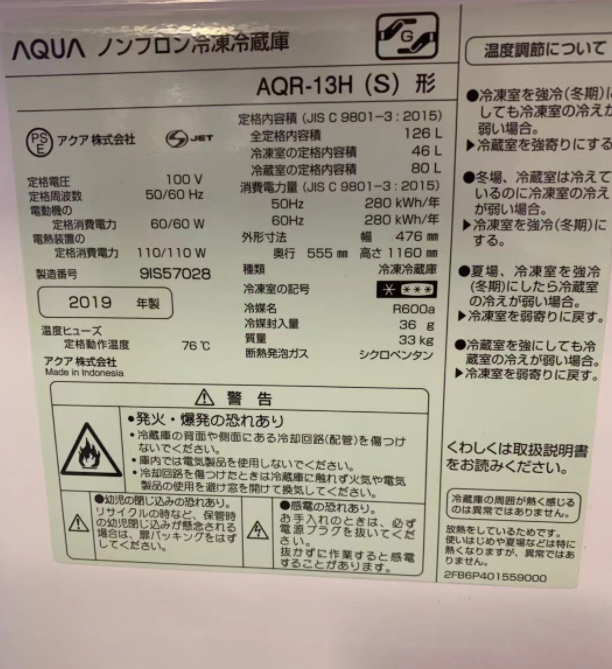 AQUA ノンフロン冷凍冷蔵庫
G
AQR-13H (S) 形
PS
E
アクア株式会社
S JET
定格電圧 100 V
定格周波数 50/60 Hz
電動機の
定格消費電力 60/60 W
電熱装置の
定格消費電力 110/110 W
製造番号 9IS57028
2019 年製
温度ヒューズ
定格動作温度 76 ℃
アクア株式会社
Made in Indonesia
定格内容積 (JIS C 9801-3 : 2015)
全定格内容積 126 L
冷凍室の定格内容積 46 L
冷蔵室の定格内容積 80 L
消費電力量 (JIS C 9801-3 : 2015)
50Hz 280 kWh/年
60Hz 280 kWh/年
外形寸法 幅 476 ㎜
奥行 555 ㎜ 高さ 1160 ㎜
種類 冷凍冷蔵庫
冷凍室の記号
冷媒名 R600a
冷媒封入量 36 g
質量 33 kg
断熱発泡ガス シクロペンタン
警告
●発火・爆発の恐れあり
・冷蔵庫の背面や側面にある冷却回路(配管)を傷つけ
ないでください。
・庫内では電気製品を使用しないでください。
・冷却回路を傷つけたときは冷蔵庫に触れず火気や電気
製品の使用を避け窓を開けて換気してください。
●幼児の閉じ込みの恐れあり。
リサイクルの時など、保管時
の幼児閉じ込みが懸念される
場合は、扉パッキングをはず
してください。
●感電の恐れあり。
お手入れのときは、必ず
電源プラグを抜いてくだ
さい。
抜かずに作業すると感電
することがあります。
温度調節について
●冷凍室を強冷(冬期)に
しても冷凍室の冷えが
弱い場合。
▶冷蔵室を強寄りにする
●冬場、冷蔵室は冷えて
いるのに冷凍室の冷え
が弱い場合。
▶冷凍室を強冷(冬期)に
する。
●夏場、冷凍室を強冷
(冬期)にしたら冷蔵室
の冷えが弱い場合。
▶冷凍室を弱寄りに戻す。
●冷蔵室を強にしても冷
蔵室の冷えが弱い場合。
▶冷凍室を弱寄りに戻す。
くわしくは取扱説明書
をお読みください。
冷蔵庫の周囲が熱く感じる
のは異常ではありません。
放熱をしているためです。
使いはじめや夏場などは特に
熱くなりますが、異常ではあ
りません。
2FB6P401559000